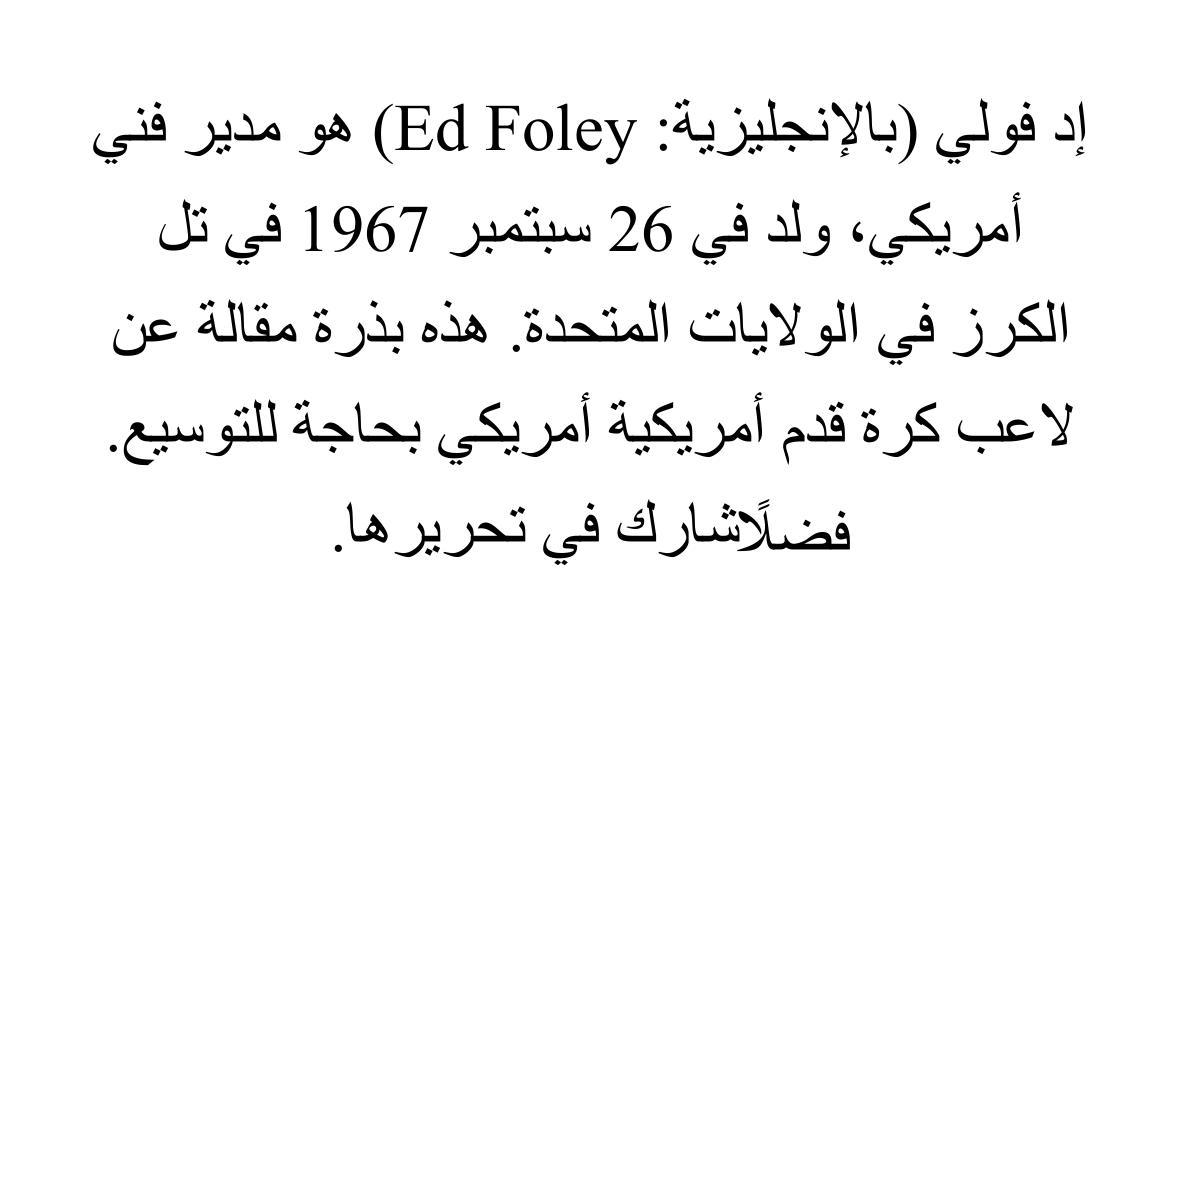 إد فولي (بالإنجليزية: Ed Foley) هو مدير فني
أمريكي، ولد في 26 سبتمبر 1967 في تل
الكرز في الولايات المتحدة. هذه بذرة مقالة عن
لاعب كرة قدم أمريكية أمريكي بحاجة للتوسيع.
فضلًاشارك في تحريرها.